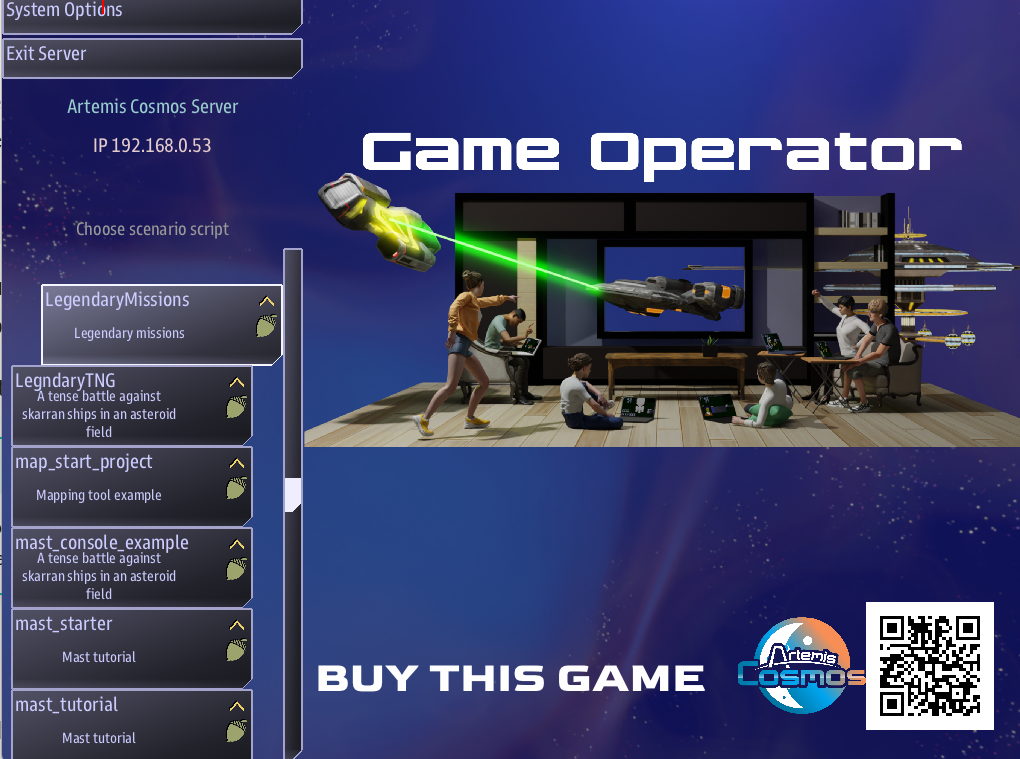 System Options
Exit Server
Artemis Cosmos Server
IP 192.168.0.53
Choose scenario script
LegendaryMissions
Legendary missions
LegndaryTNG
A tense battle against
skarran ships in an asteroid
field
map_start_project
Mapping tool example
mast_console_example
A tense battle against
skarran ships in an asteroid
field
mast_starter
Mast tutorial
mast_tutorial
Mast tutorial
Game Operator
BUY THIS GAME
Artemis
Cosmos